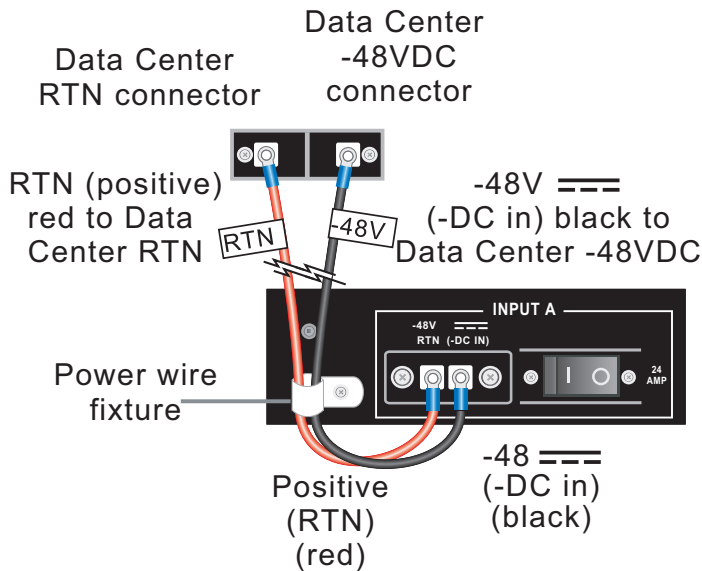 Data Center
RTN connector
Data Center
-48VDC
connector
RTN (positive)
red to Data
Center RTN
-48V
(-DC in) black to
Data Center -48VDC
RTN
-48V
INPUT A
-48V
RTN (-DC IN)
24
AMP
I O
Power wire
fixture
Positive
(RTN)
(red)
-48
(-DC in)
(black)